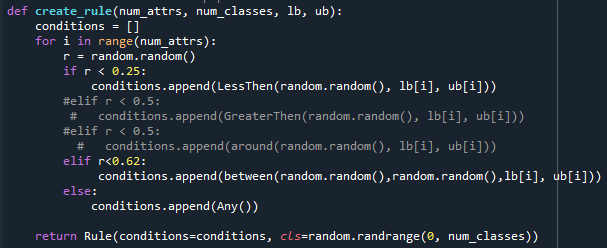 def create_rule(num_attrs, num_classes, lb, ub):
    conditions = []
    for i in range(num_attrs):
        r = random.random()
        if r < 0.25:
            conditions.append(LessThen(random.random(), lb[i], ub[i]))
        #elif r < 0.5:
         #   conditions.append(GreaterThen(random.random(), lb[i], ub[i]))
        #elif r < 0.5:
          #   conditions.append(around(random.random(), lb[i], ub[i]))
        elif r<0.62:
             conditions.append(between(random.random(),random.random(),lb[i], ub[i]))
        else:
            conditions.append(Any())
    return Rule(conditions=conditions, cls=random.randrange(0, num_classes))